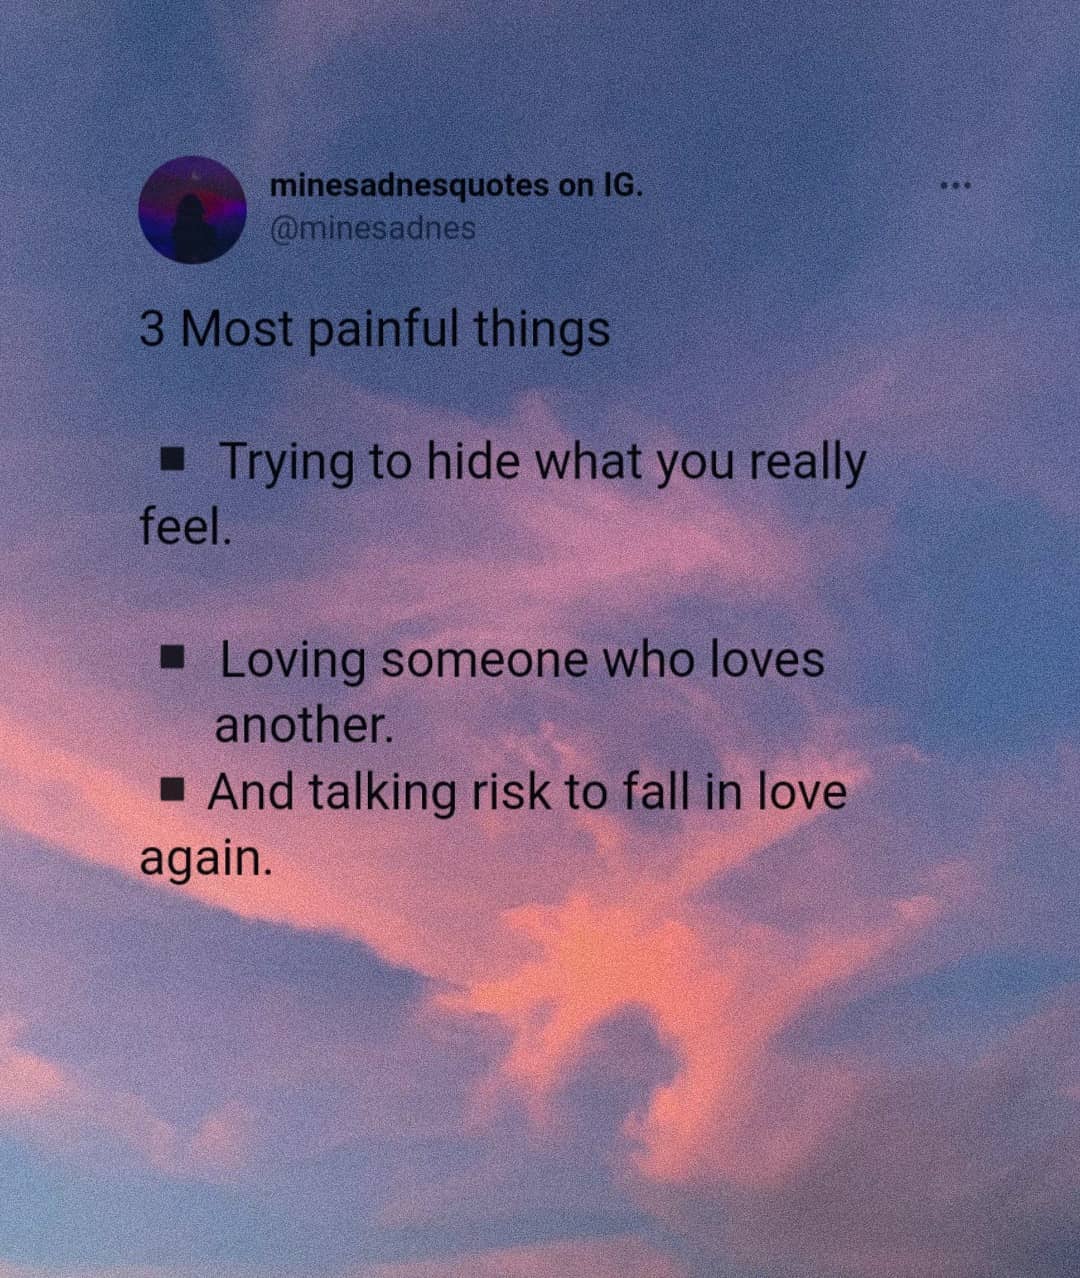 minesadnesquotes on IG.
@minesadnes
3 Most painful things
▪ Trying to hide what you really
feel.
▪ Loving someone who loves
another.
▪ And talking risk to fall in love
again.